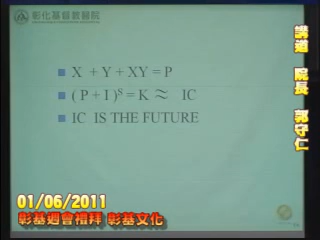 彰化基督教醫院
X + Y + XY = P
( P + I )ˢ = K ≈ IC
IC IS THE FUTURE
講道 院長 郭守仁
01/06/2011
彰基週會禮拜 彰基文化